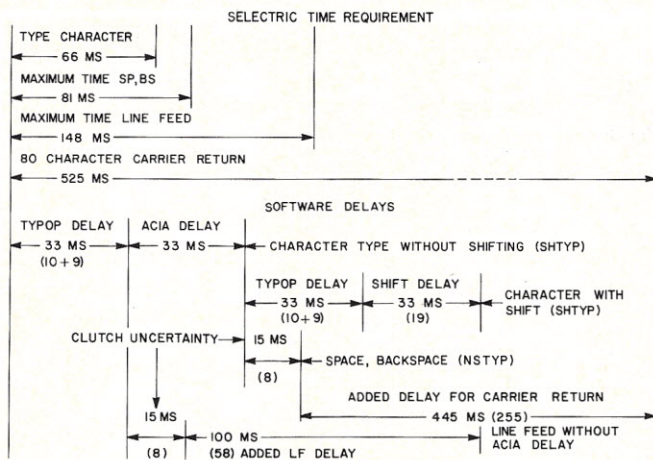 SELECTRIC TIME REQUIREMENT
TYPE CHARACTER
66 MS
MAXIMUM TIME SP,BS
81 MS
MAXIMUM TIME LINE FEED
148 MS
80 CHARACTER CARRIER RETURN
525 MS
SOFTWARE DELAYS
TYPOP DELAY ACIA DELAY
33 MS 33 MS CHARACTER TYPE WITHOUT SHIFTING (SHTYP)
(10+9)
TYPOP DELAY SHIFT DELAY
33 MS 33 MS CHARACTER WITH
(10+9) (19) SHIFT (SHTYP)
CLUTCH UNCERTAINTY 15 MS
SPACE, BACKSPACE (NSTYP)
(8)
ADDED DELAY FOR CARRIER RETURN
15 MS 445 MS (255)
100 MS LINE FEED WITHOUT
(8) (58) ADDED LF DELAY ACIA DELAY